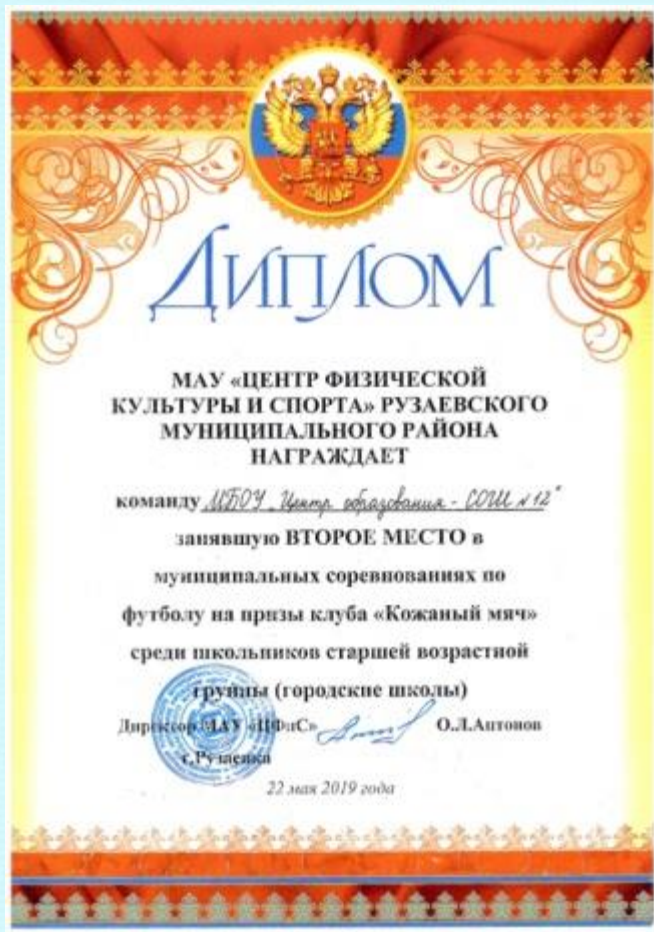 ДИПЛОМ
МАУ «ЦЕНТР ФИЗИЧЕСКОЙ
КУЛЬТУРЫ И СПОРТА» РУЗАЕВСКОГО
МУНИЦИПАЛЬНОГО РАЙОНА
НАГРАЖДАЕТ
команду МБОУ „Центр образования - СОШ №12"
занявшую ВТОРОЕ МЕСТО в
муниципальных соревнованиях по
футболу на призы клуба «Кожаный мяч»
среди школьников старшей возрастной
группы (городские школы)
Директор МАУ «ЦФиС» О.Л.Антонов
г.Рузаевка
22 мая 2019 года